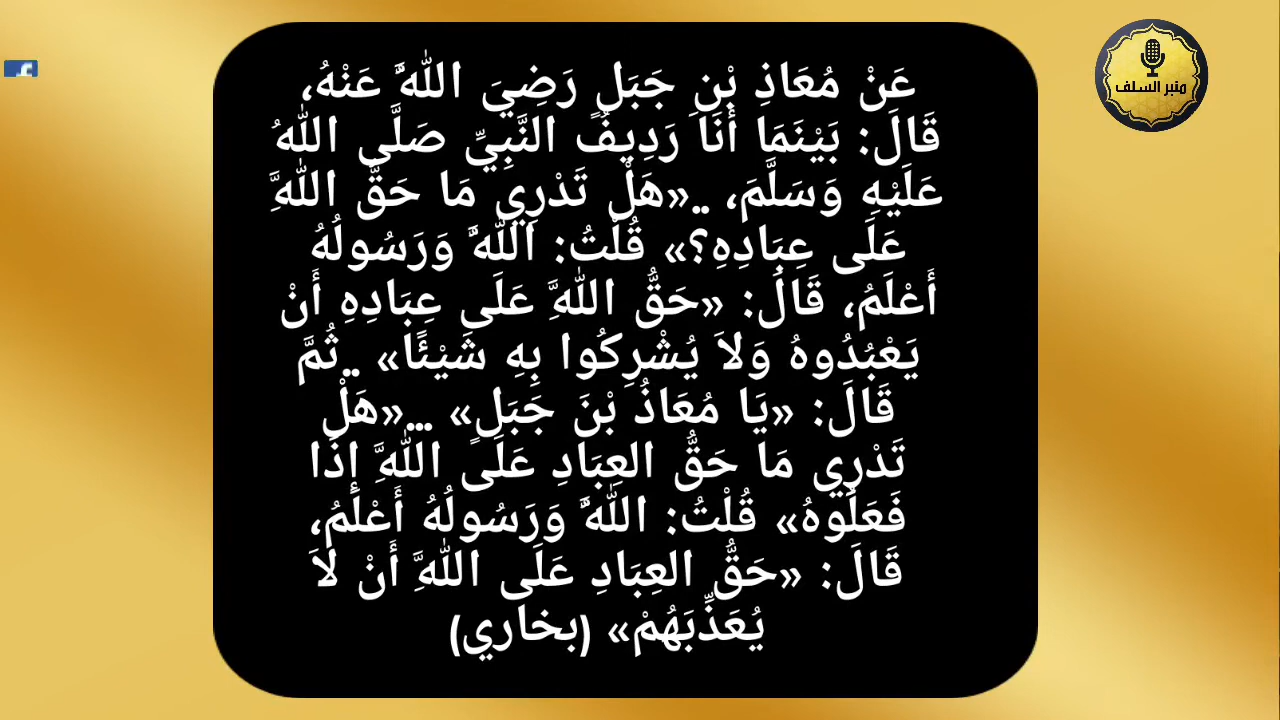 عَنْ مُعَاذِ بْنِ جَبَلٍ رَضِيَ اللَّهُ عَنْهُ،
قَالَ: بَيْنَمَا أَنَا رَدِيفُ النَّبِيِّ صَلَّى اللهُ
عَلَيْهِ وَسَلَّمَ، ..«هَلْ تَدْرِي مَا حَقُّ اللَّهِ
عَلَى عِبَادِهِ؟» قُلْتُ: اللَّهُ وَرَسُولُهُ
أَعْلَمُ، قَالَ: «حَقُّ اللَّهِ عَلَى عِبَادِهِ أَنْ
يَعْبُدُوهُ وَلاَ يُشْرِكُوا بِهِ شَيْئًا» ..ثُمَّ
قَالَ: «يَا مُعَاذُ بْنَ جَبَلٍ» ...«هَلْ
تَدْرِي مَا حَقُّ العِبَادِ عَلَى اللَّهِ إِذَا
فَعَلُوهُ» قُلْتُ: اللَّهُ وَرَسُولُهُ أَعْلَمُ،
قَالَ: «حَقُّ العِبَادِ عَلَى اللَّهِ أَنْ لاَ
يُعَذِّبَهُمْ» (بخاري)
منبر السلف